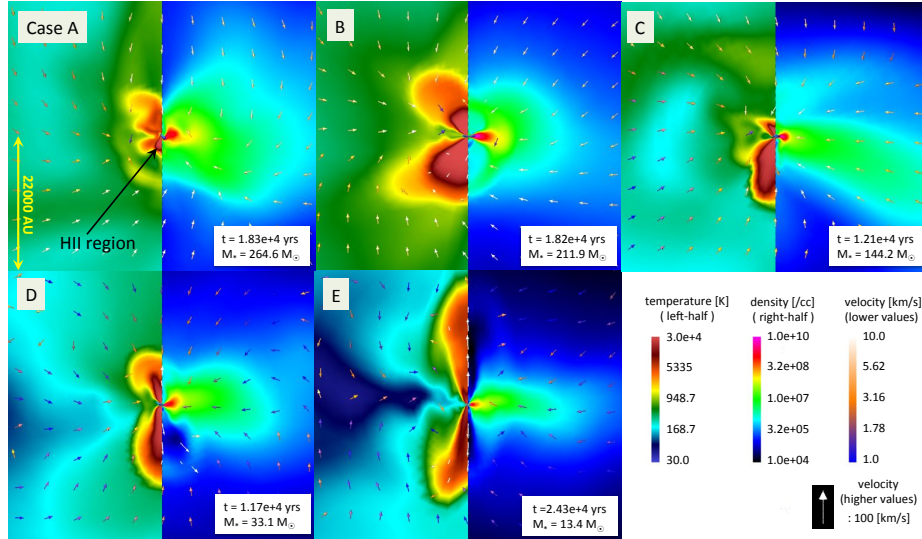 Case A
B
C
22000 AU
HII region
t = 1.83e+4 yrs
M* = 264.6 M☉
t = 1.82e+4 yrs
M* = 211.9 M☉
t = 1.21e+4 yrs
M* = 144.2 M☉
D
E
t = 1.17e+4 yrs
M* = 33.1 M☉
t =2.43e+4 yrs
M* = 13.4 M☉
temperature [K]
( left-half )
3.0e+4
5335
948.7
168.7
30.0
density [/cc]
( right-half )
1.0e+10
3.2e+08
1.0e+07
3.2e+05
1.0e+04
velocity [km/s]
(lower values)
10.0
5.62
3.16
1.78
1.0
velocity
(higher values)
: 100 [km/s]